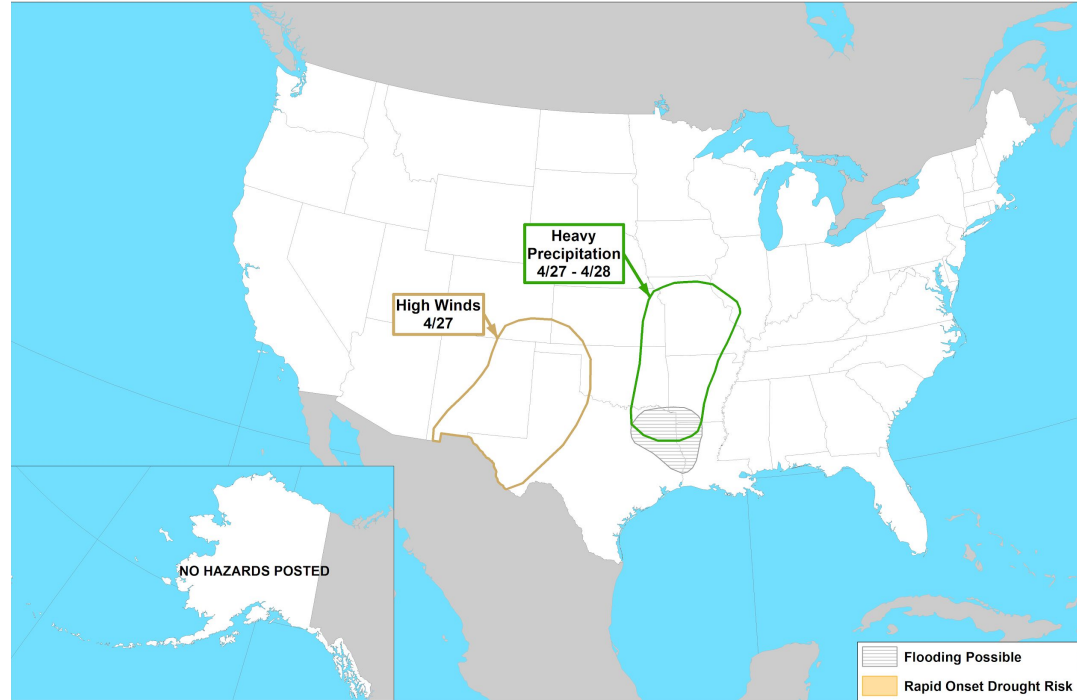 Heavy
Precipitation
4/27 - 4/28
High Winds
4/27
NO HAZARDS POSTED
Flooding Possible
Rapid Onset Drought Risk